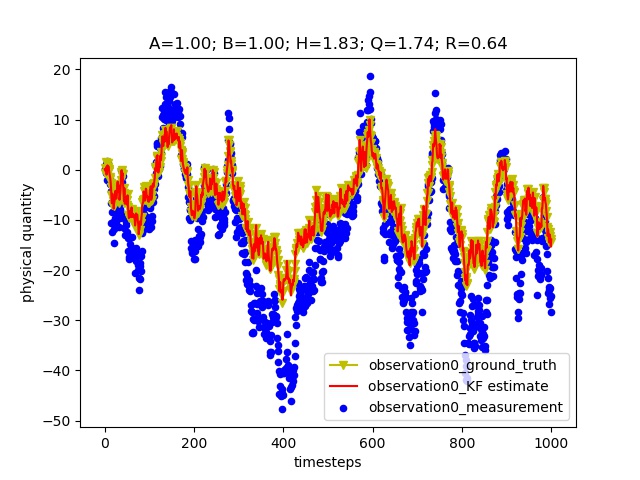 A=1.00; B=1.00; H=1.83; Q=1.74; R=0.64
physical quantity
20
10
0
−10
−20
−30
−40
−50
observation0_ground_truth
observation0_KF estimate
observation0_measurement
0
200
400
600
800
1000
timesteps